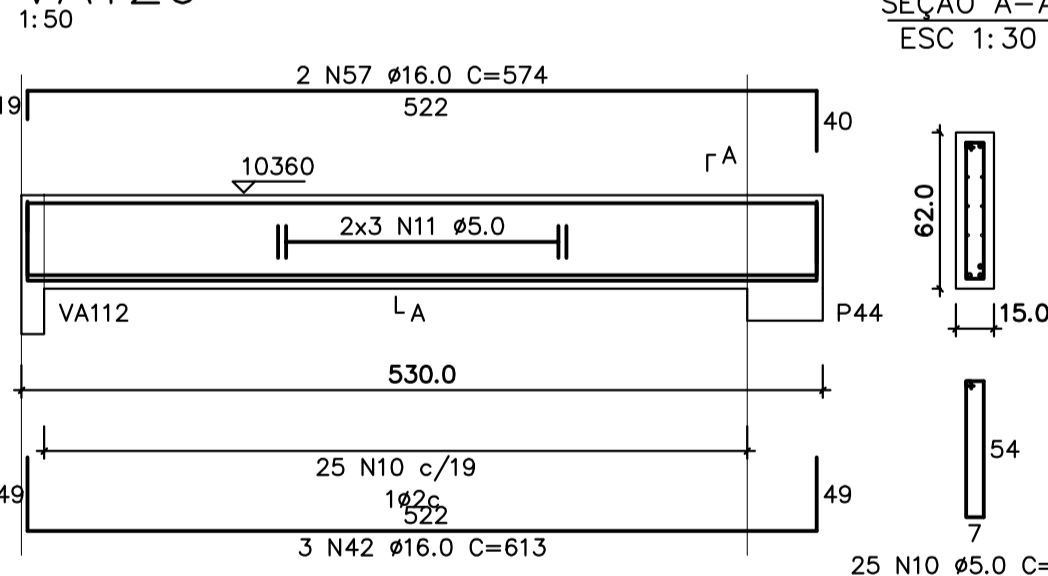 1:50
SEÇÃO A-A
ESC 1:30
2 N57 ø16.0 C=574
522
19
40
A
10360
2x3 N11 ø5.0
62.0
VA112
A
P44
15.0
530.0
25 N10 c/19
54
49
1ø2c
522
49
3 N42 ø16.0 C=613
7
25 N10 ø5.0 C=